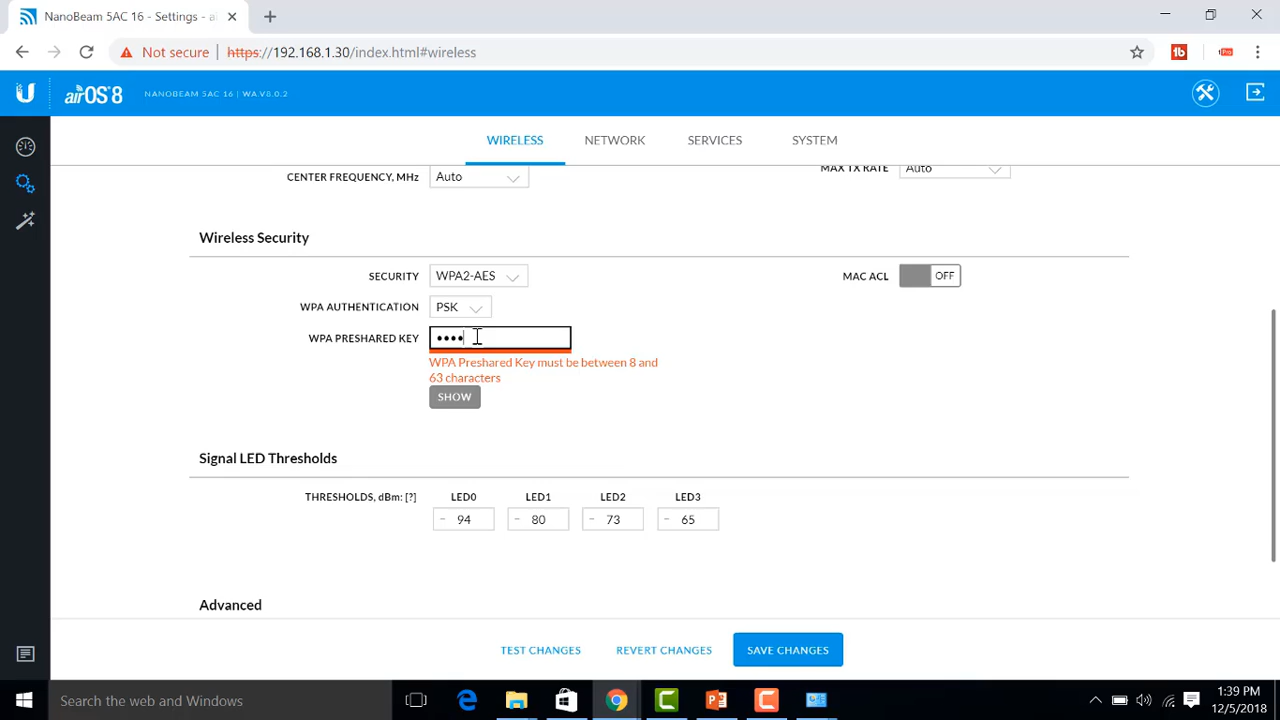 NanoBeam 5AC 16 - Settings - ai
Not secure
https://192.168.1.30/index.html#wireless
airOS 8
NANOBEAM 5AC 16 | WA.V8.0.2
WIRELESS
NETWORK
SERVICES
SYSTEM
CENTER FREQUENCY, MHz
Auto
MAX TX RATE
Auto
Wireless Security
SECURITY
WPA2-AES
MAC ACL
OFF
WPA AUTHENTICATION
PSK
WPA PRESHARED KEY
••••
WPA Preshared Key must be between 8 and
63 characters
SHOW
Signal LED Thresholds
THRESHOLDS, dBm: [?]
LED0
LED1
LED2
LED3
- 94
- 80
- 73
- 65
Advanced
TEST CHANGES
REVERT CHANGES
SAVE CHANGES
Search the web and Windows
1:39 PM
12/5/2018